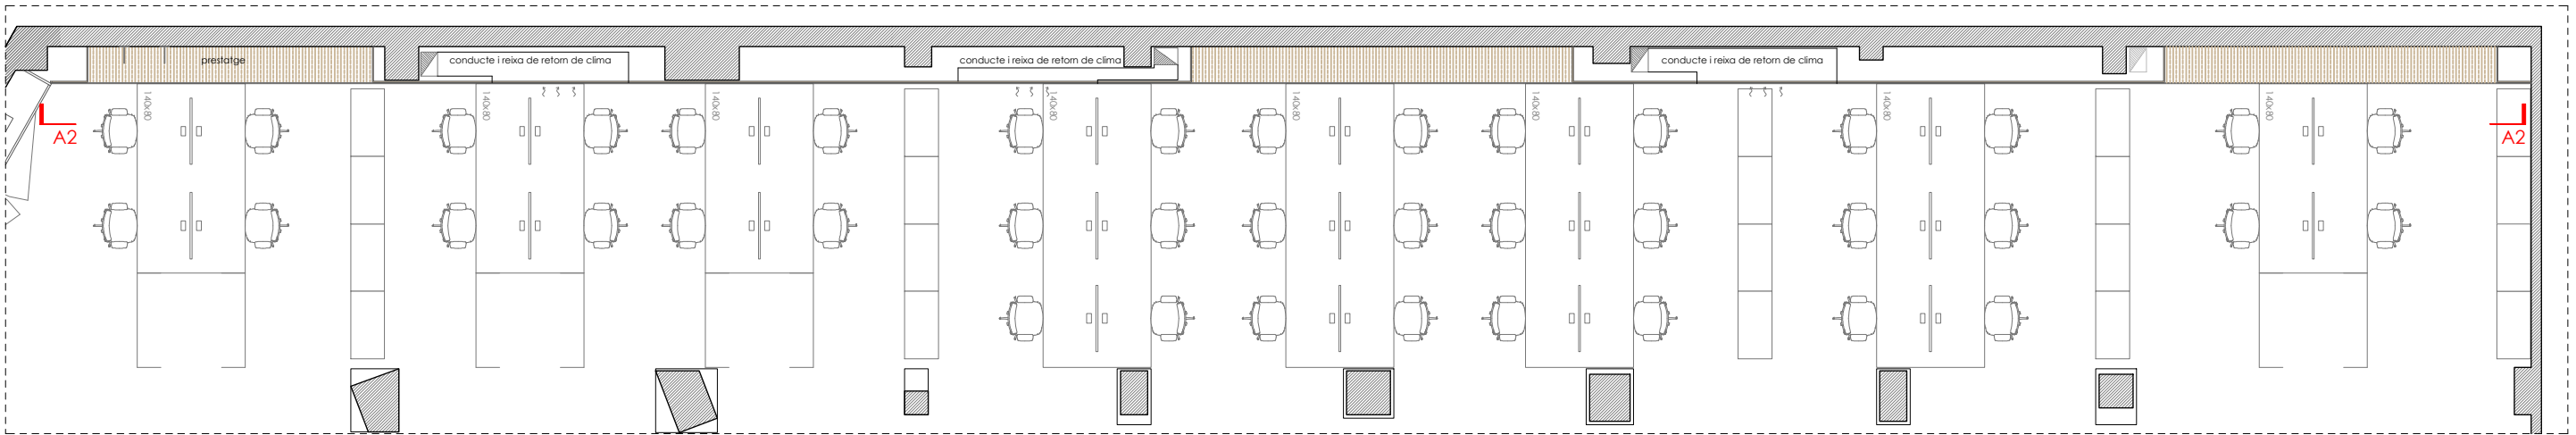 prestatge
conducte i reixa de retorn de clima
conducte i reixa de retorn de clima
conducte i reixa de retorn de clima
140x80
140x80
140x80
140x80
140x80
140x80
140x80
140x80
A2
A2